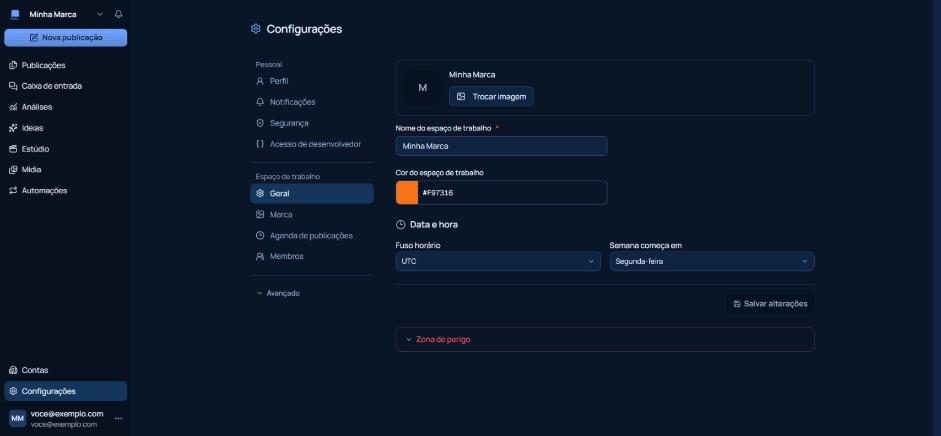 Minha Marca
Nova publicação
Publicações
Caixa de entrada
Análises
Ideias
Estúdio
Mídia
Automações
Contas
Configurações
MM
voce@exemplo.com
voce@exemplo.com
Configurações
Pessoal
Perfil
Notificações
Segurança
Acesso de desenvolvedor
Espaço de trabalho
Geral
Marca
Agenda de publicações
Membros
Avançado
M
Minha Marca
Trocar imagem
Nome do espaço de trabalho *
Minha Marca
Cor do espaço de trabalho
#F97316
Data e hora
Fuso horário
UTC
Semana começa em
Segunda-feira
Salvar alterações
Zona de perigo